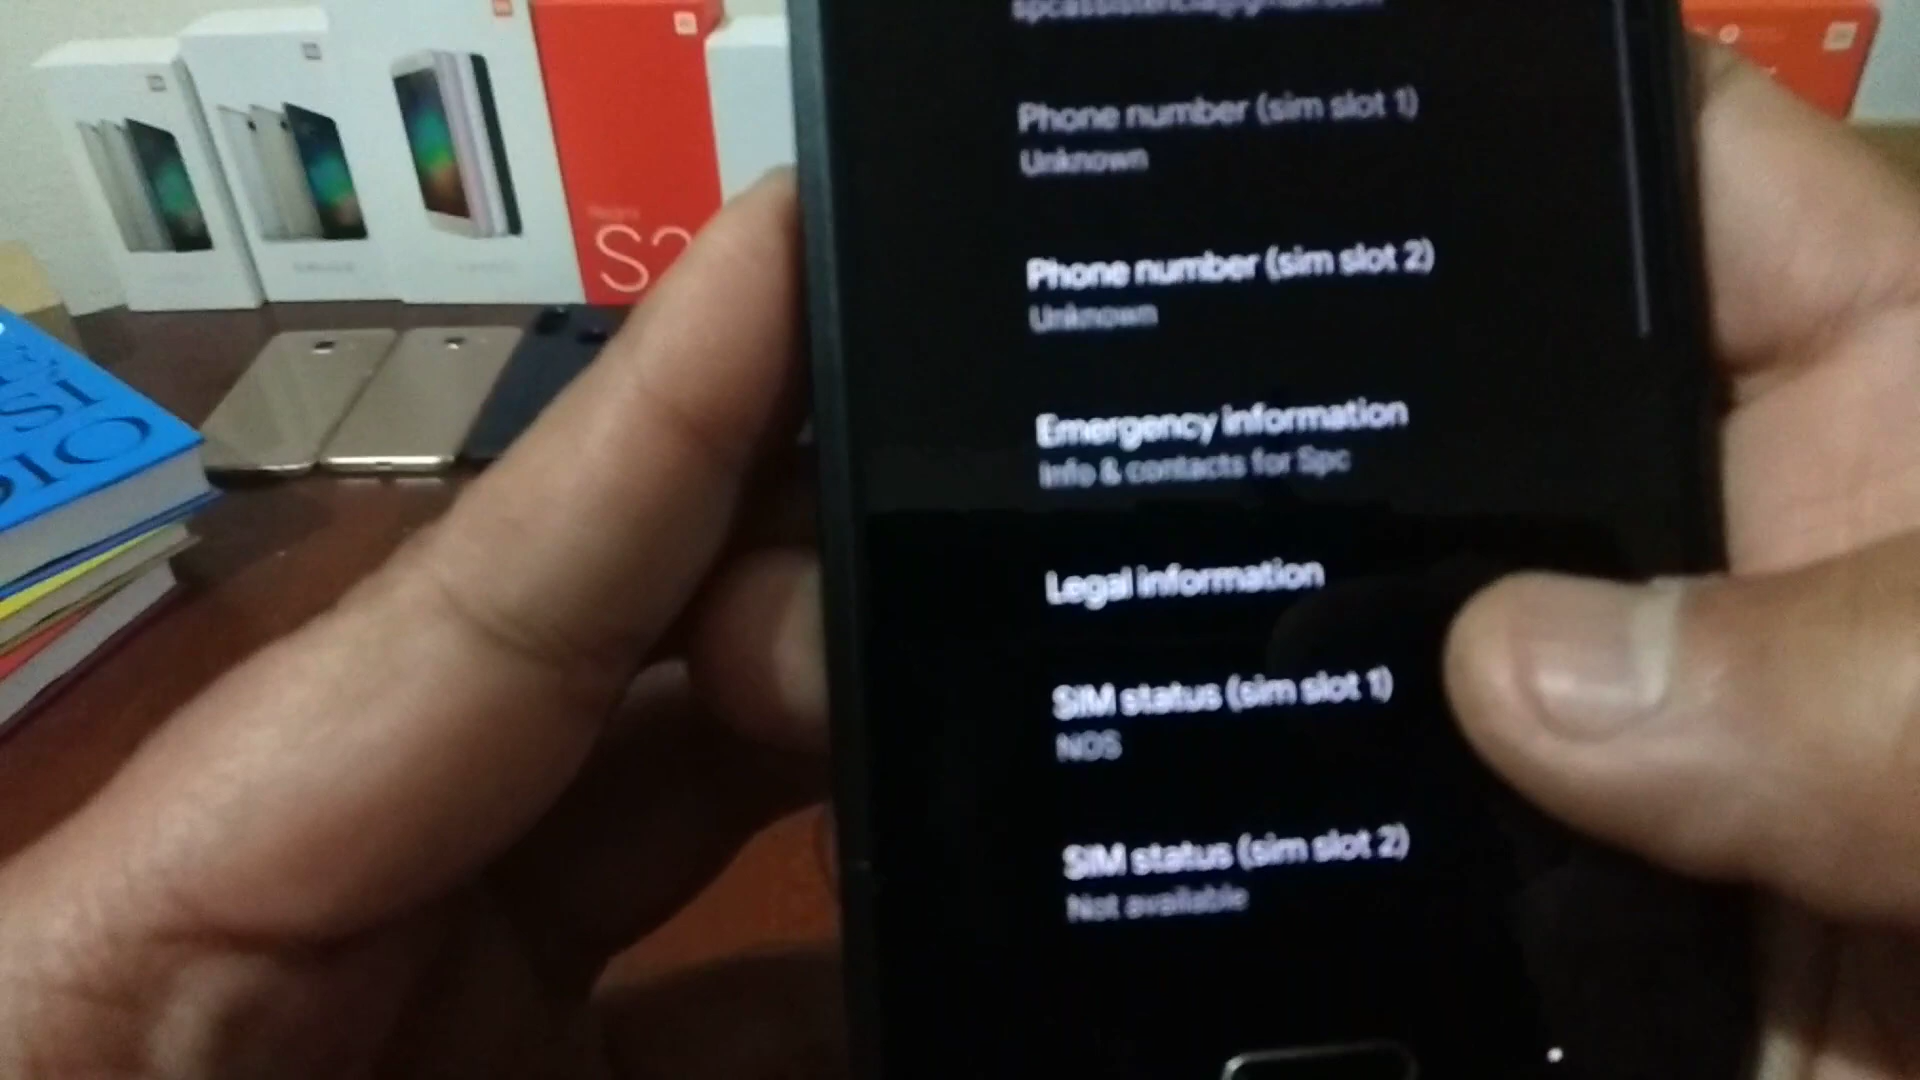 S2
Phone number (sim slot 1)
Unknown
Phone number (sim slot 2)
Unknown
Emergency information
Info & contacts for Spc
Legal information
SIM status (sim slot 1)
NOS
SIM status (sim slot 2)
Not available